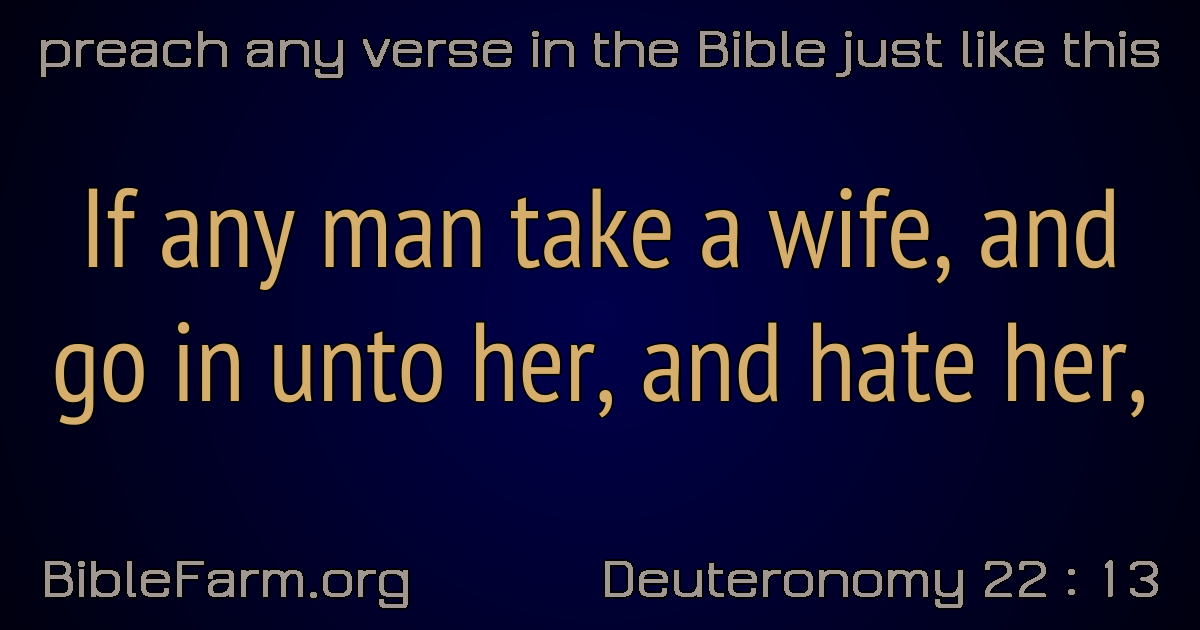 preach any verse in the Bible just like this
If any man take a wife, and
go in unto her, and hate her,
BibleFarm.org
Deuteronomy 22 : 13